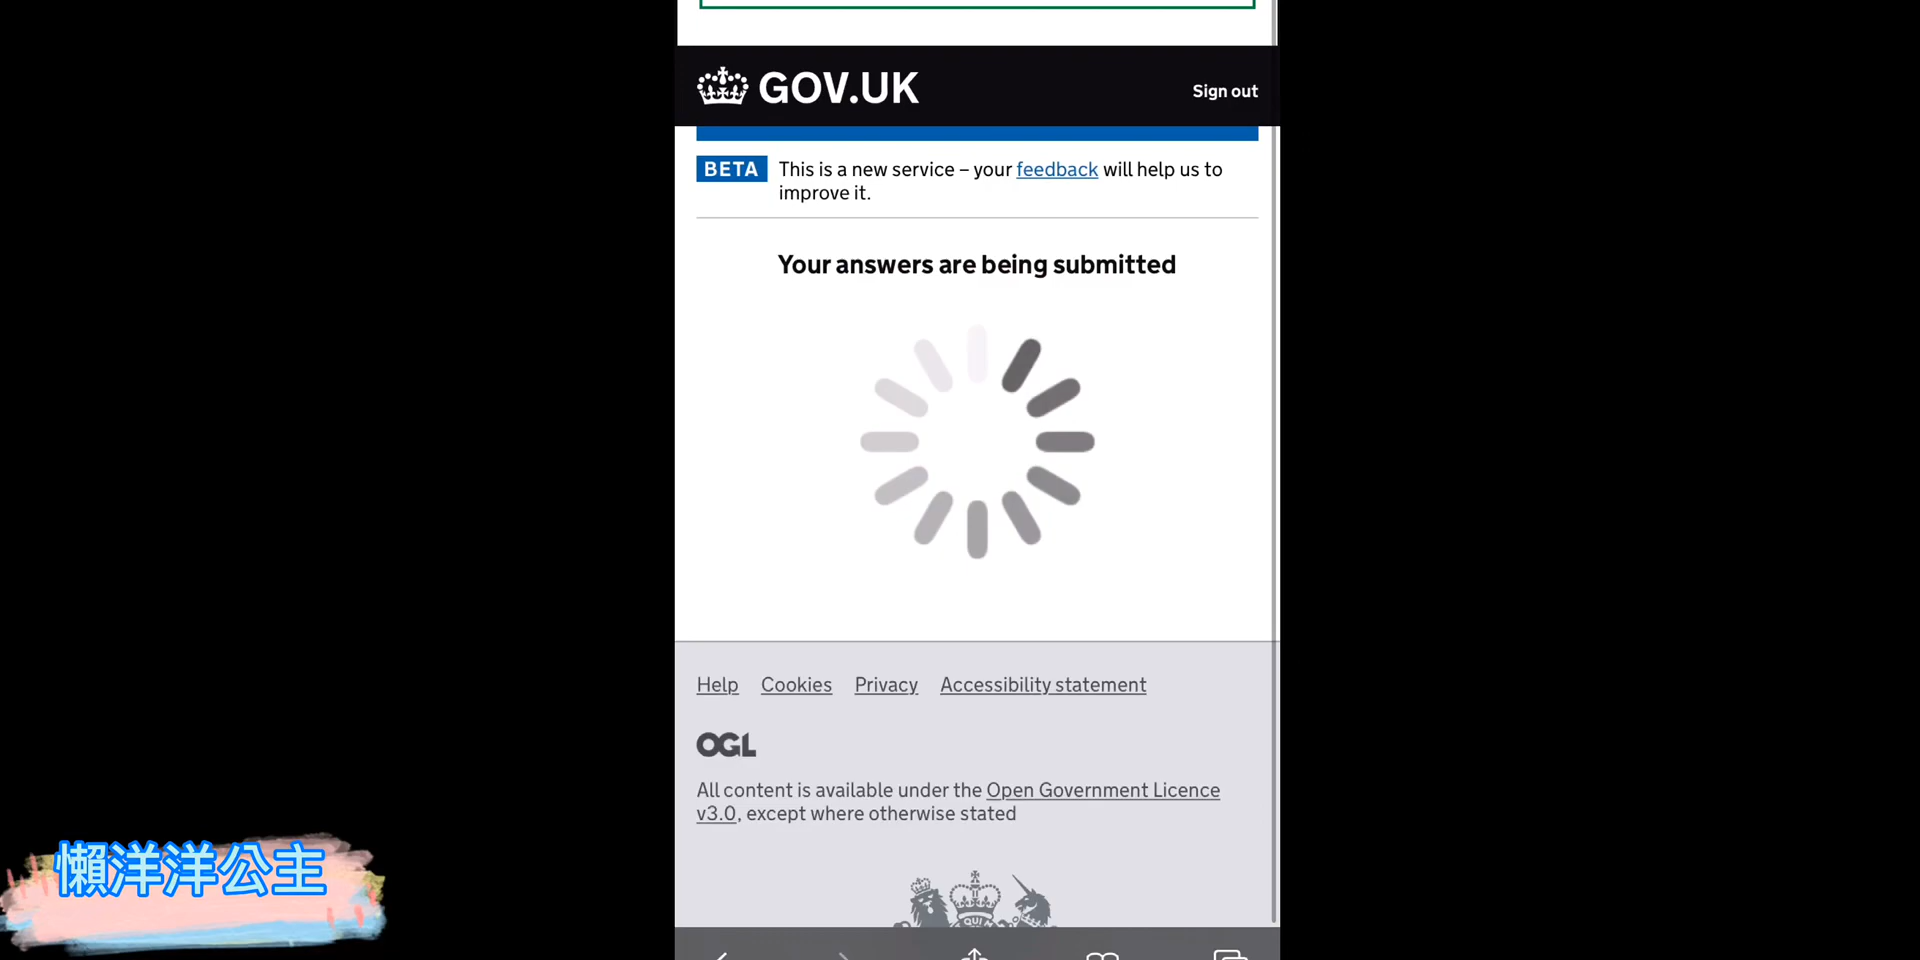 GOV.UK
Sign out
BETA
This is a new service – your feedback will help us to
improve it.
Your answers are being submitted
Help Cookies Privacy Accessibility statement
OGL
All content is available under the Open Government Licence
v3.0, except where otherwise stated
懶洋洋公主